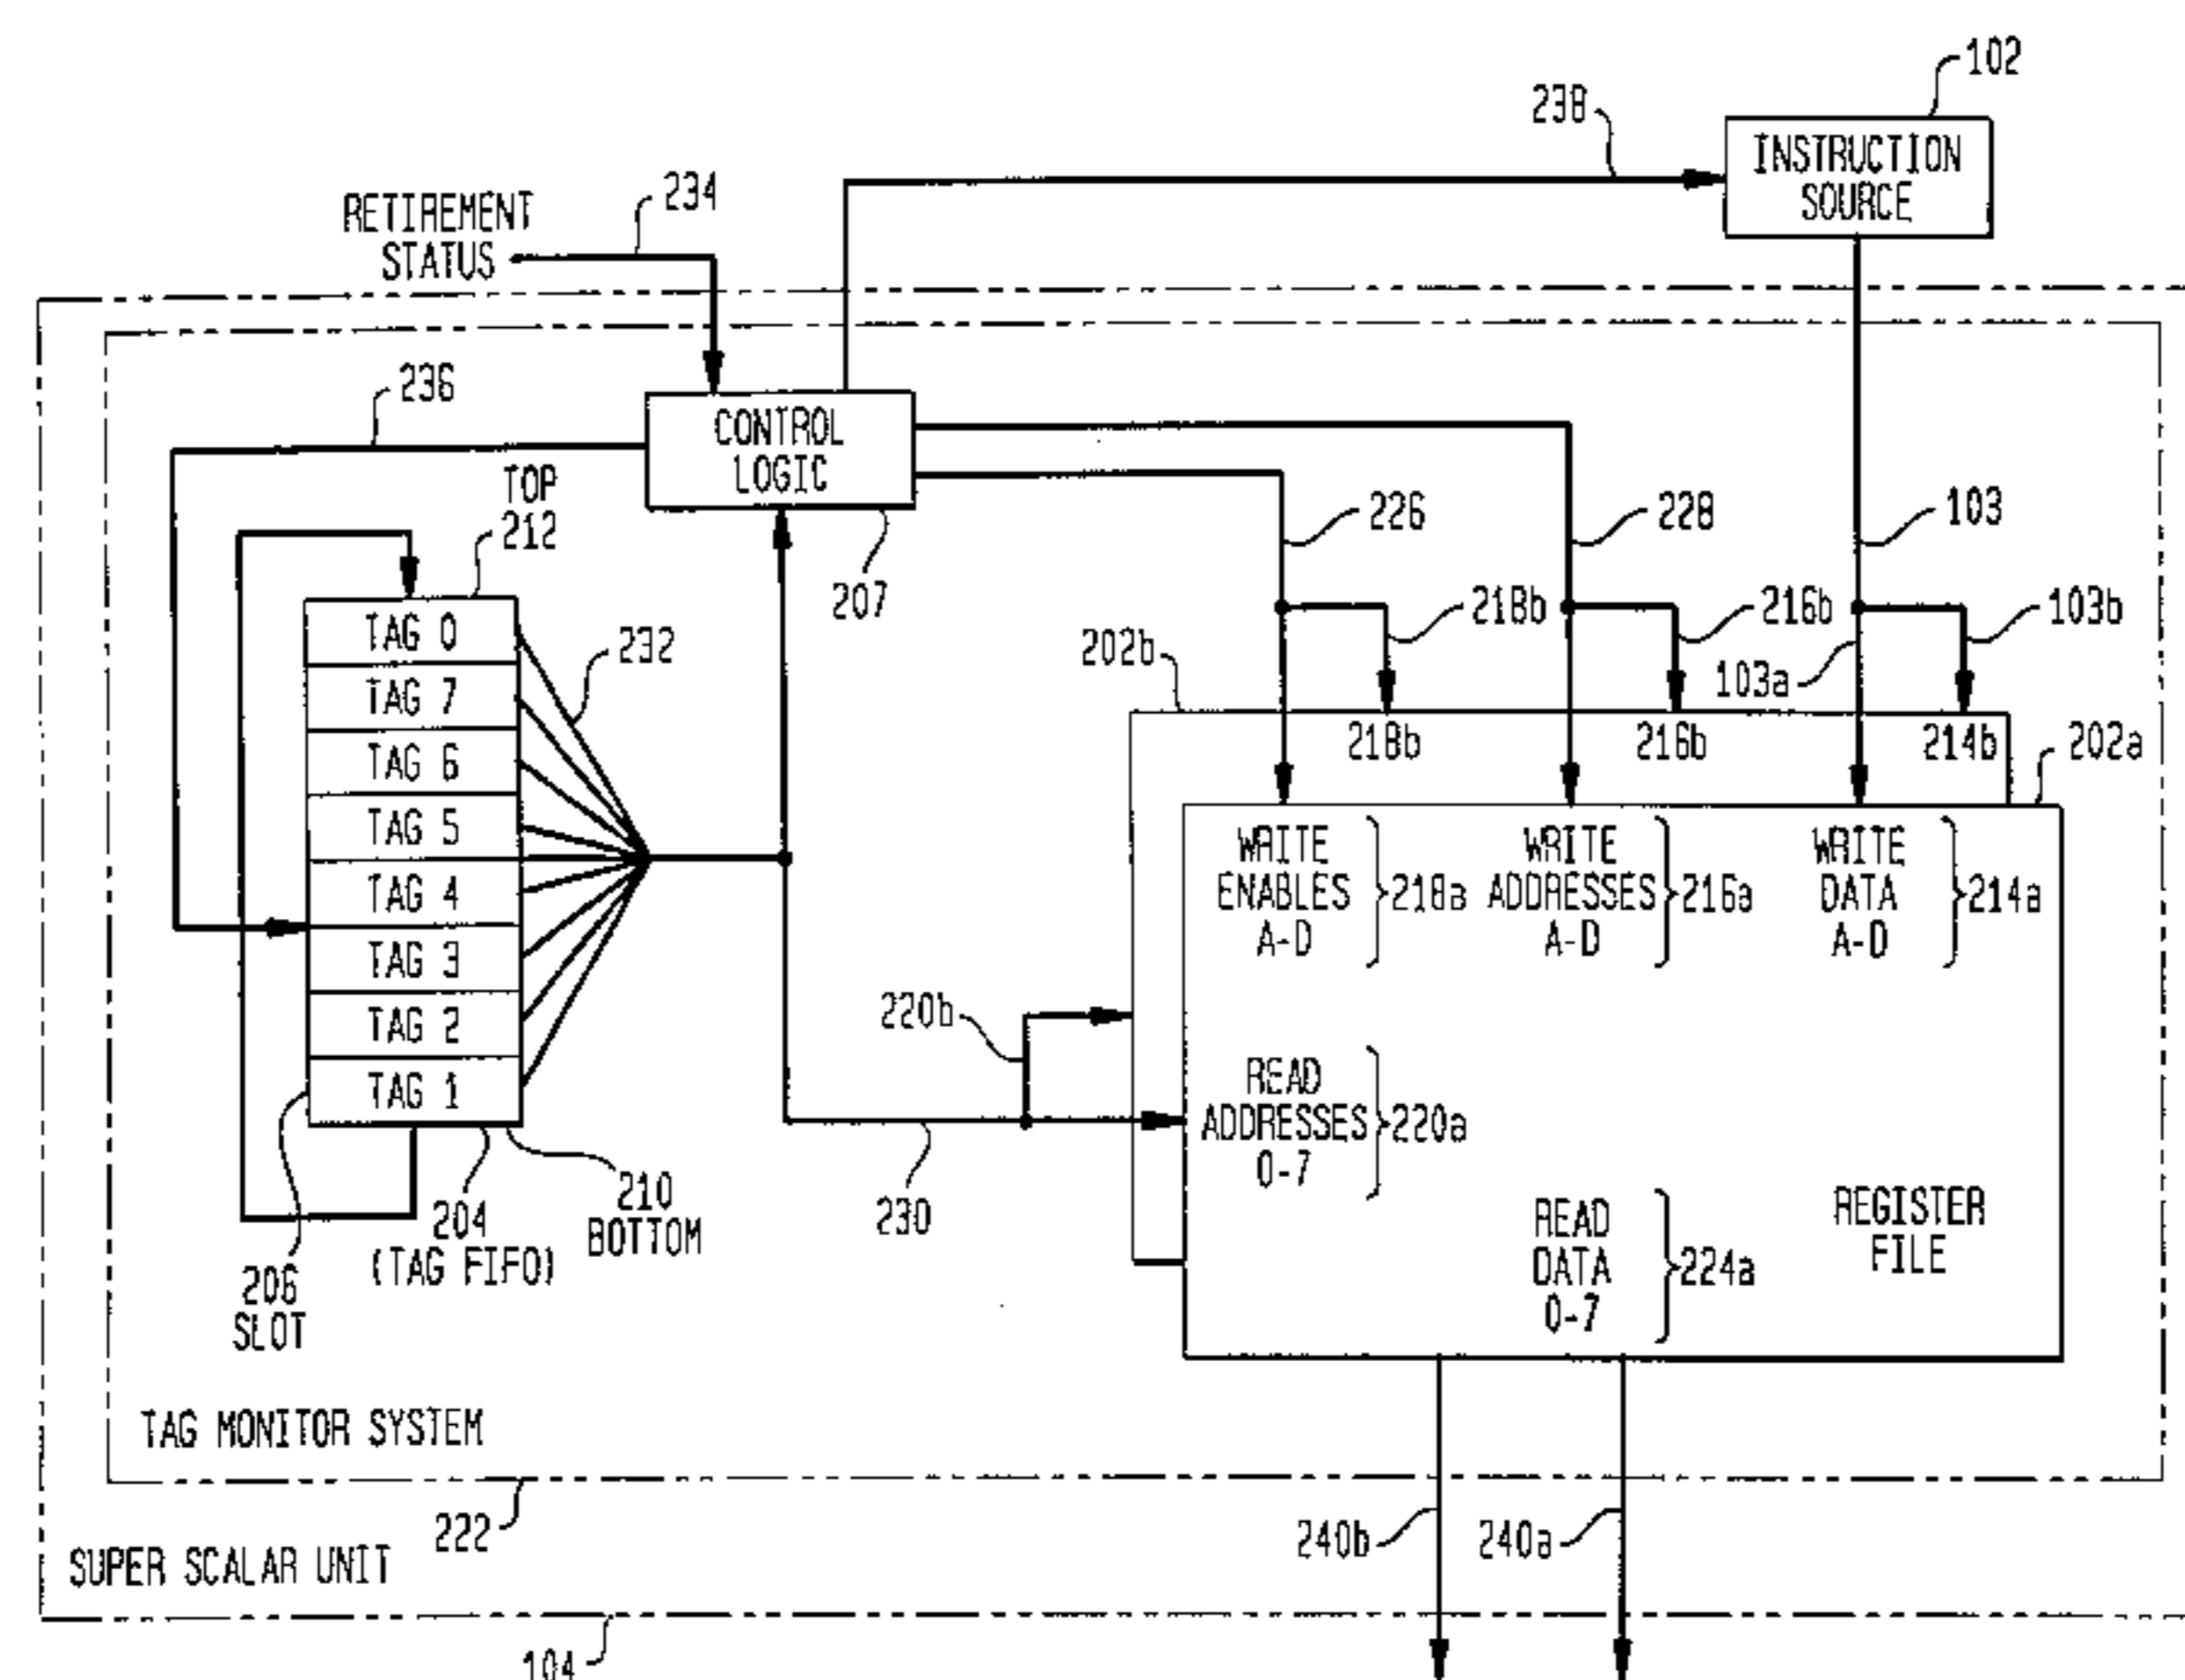 102
238
INSTRUCTION
SOURCE
RETIREMENT
STATUS
234
236
CONTROL
LOGIC
TOP
212
207
226
228
103
218b
216b
103b
202b
103a
232
TAG 0
TAG 7
TAG 6
TAG 5
TAG 4
TAG 3
TAG 2
TAG 1
218b
216b
214b
202a
WRITE
ENABLES
A-D
218a
WRITE
ADDRESSES
A-D
216a
WRITE
DATA
A-D
214a
220b
READ
ADDRESSES
0-7
220a
230
READ
DATA
0-7
224a
REGISTER
FILE
204
(TAG FIFO)
210
BOTTOM
206
SLOT
TAG MONITOR SYSTEM
222
240b
240a
SUPER SCALAR UNIT
104